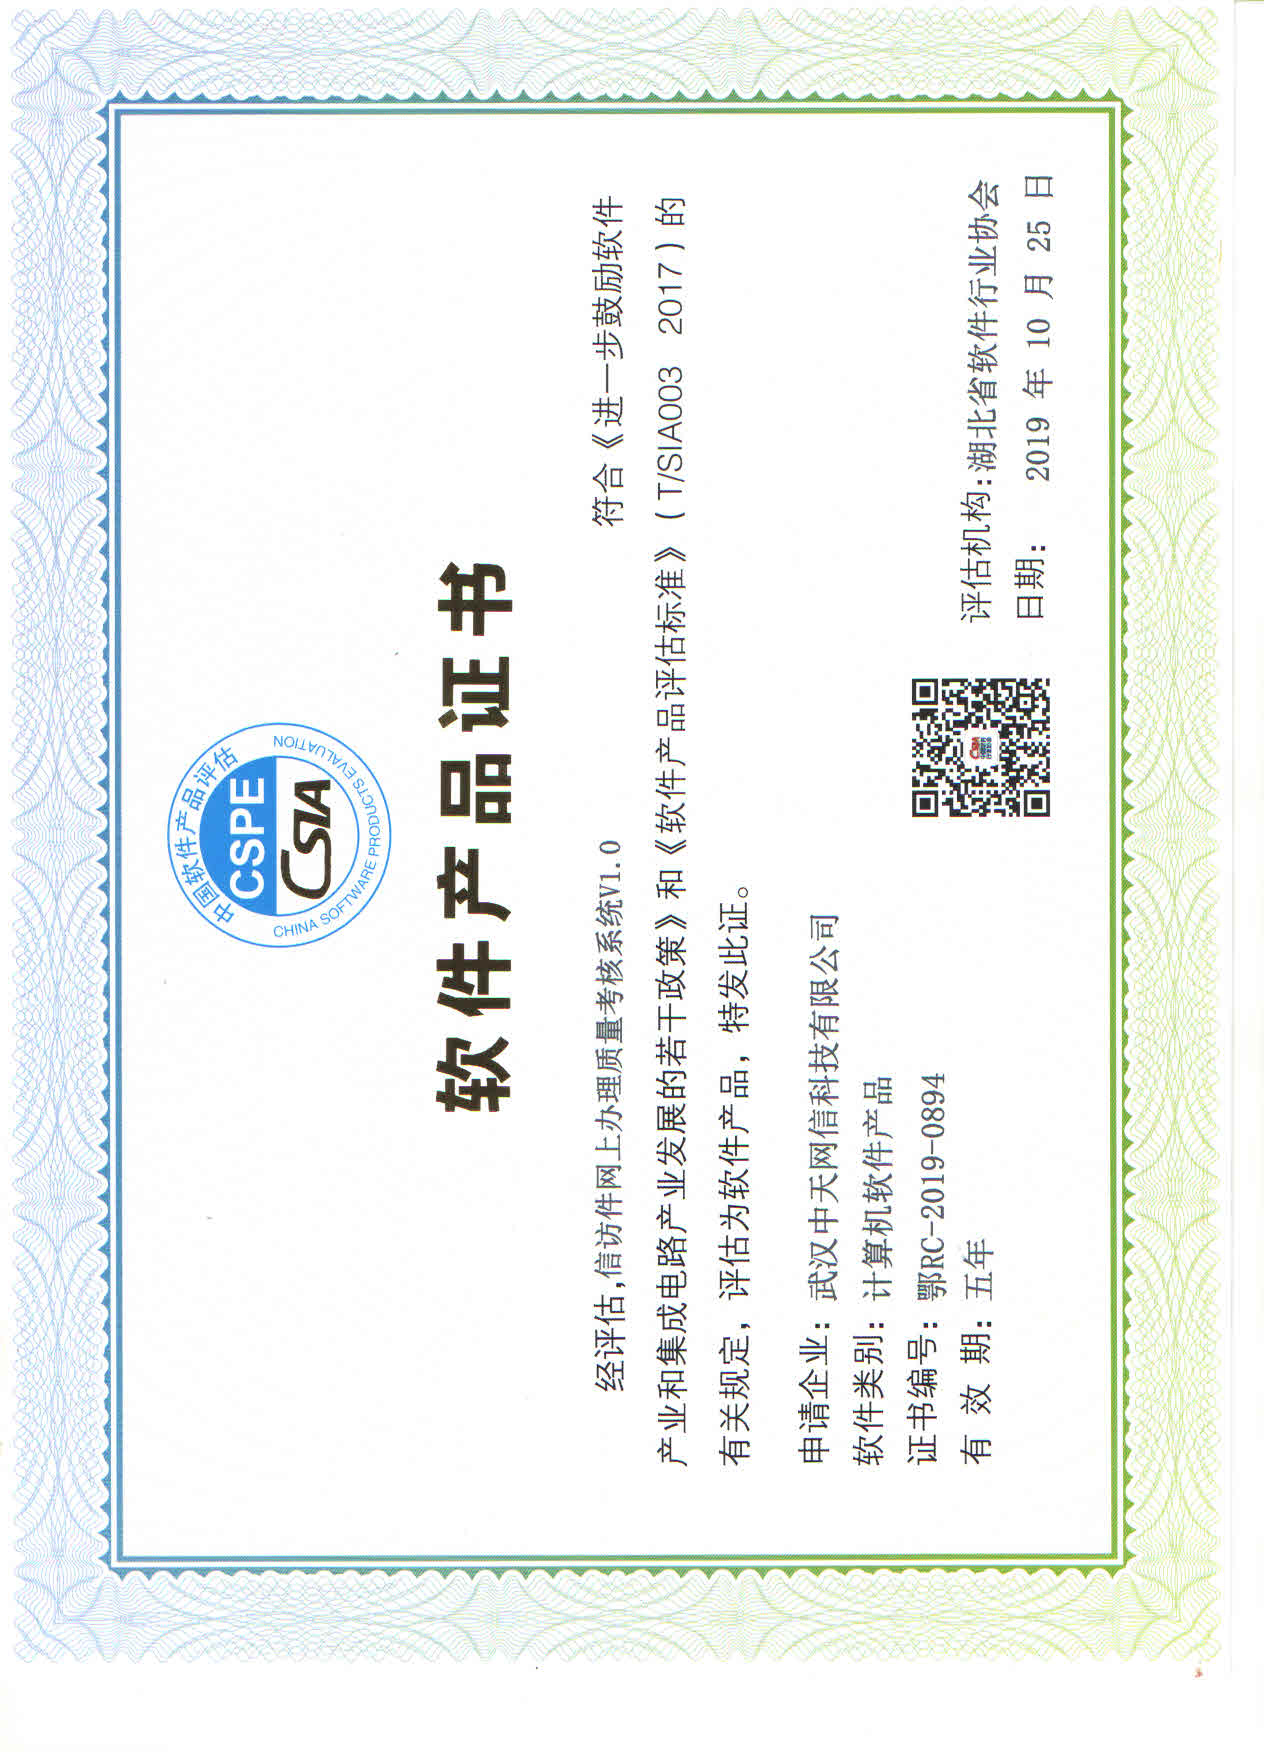 中国软件产品评估
CSPE
CSIA
CHINA SOFTWARE PRODUCTS EVALUATION
软件产品证书
经评估,信访件网上办理质量考核系统V1.0 符合《进一步鼓励软件
产业和集成电路产业发展的若干政策》和《软件产品评估标准》(T/SIA003 2017)的
有关规定，评估为软件产品，特发此证。
申请企业：武汉中天网信科技有限公司
软件类别：计算机软件产品
证书编号：鄂RC-2019-0894
有 效 期：五年
CSIA
评估机构:湖北省软件行业协会
日期： 2019 年 10 月 25 日